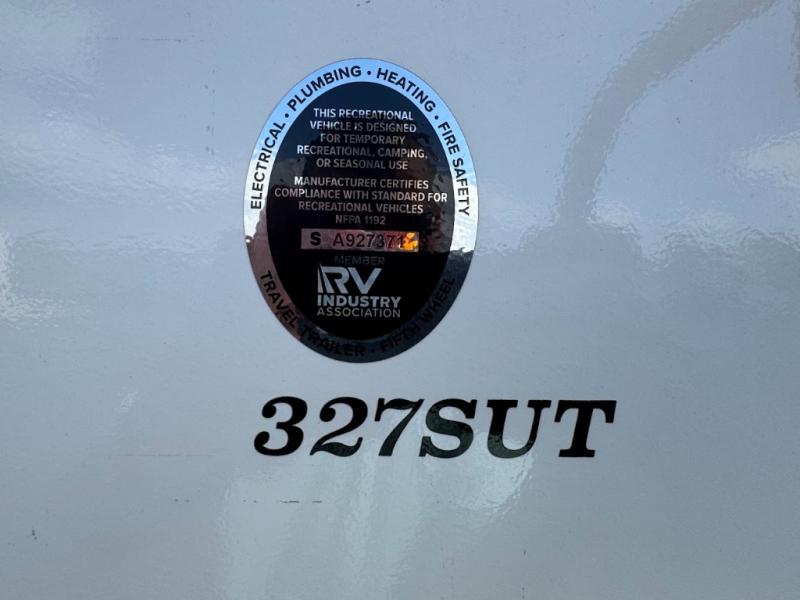 ELECTRICAL • PLUMBING • HEATING • FIRE SAFETY
THIS RECREATIONAL
VEHICLE IS DESIGNED
FOR TEMPORARY
RECREATIONAL, CAMPING,
OR SEASONAL USE
MANUFACTURER CERTIFIES
COMPLIANCE WITH STANDARD FOR
RECREATIONAL VEHICLES
NFPA 1192
S A927371
MEMBER
RV
INDUSTRY
ASSOCIATION
TRAVEL TRAILER • FIFTH WHEEL
327SUT